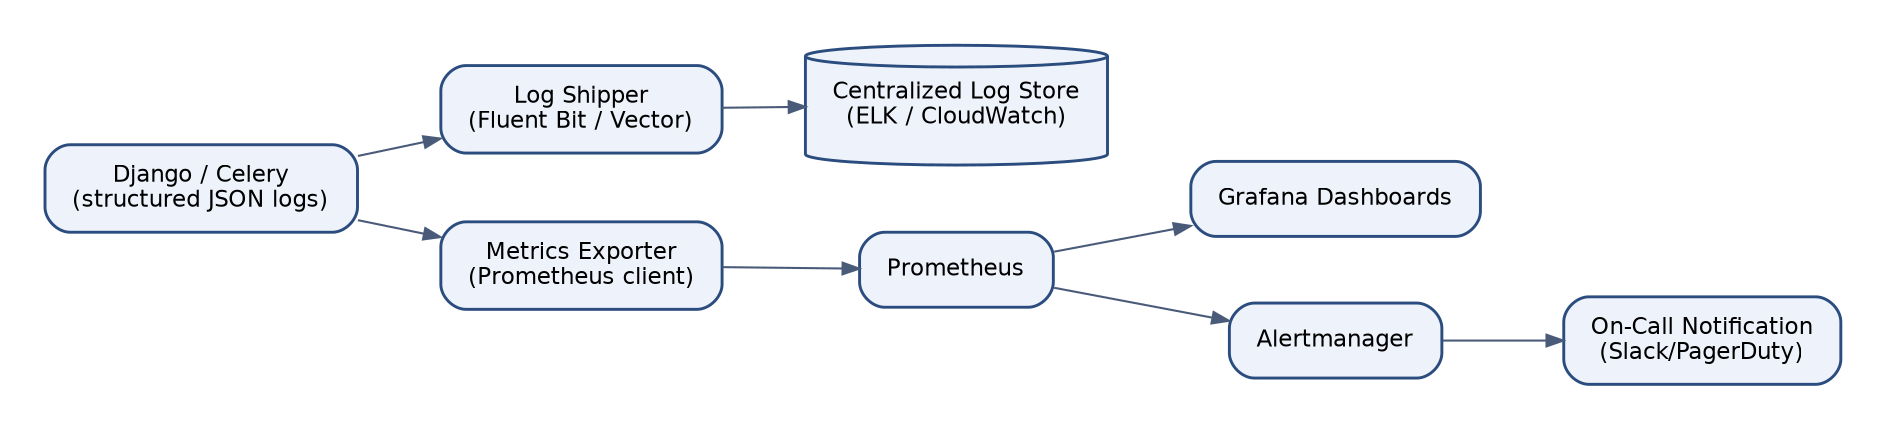 Django / Celery
(structured JSON logs)
Log Shipper
(Fluent Bit / Vector)
Centralized Log Store
(ELK / CloudWatch)
Metrics Exporter
(Prometheus client)
Prometheus
Grafana Dashboards
Alertmanager
On-Call Notification
(Slack/PagerDuty)